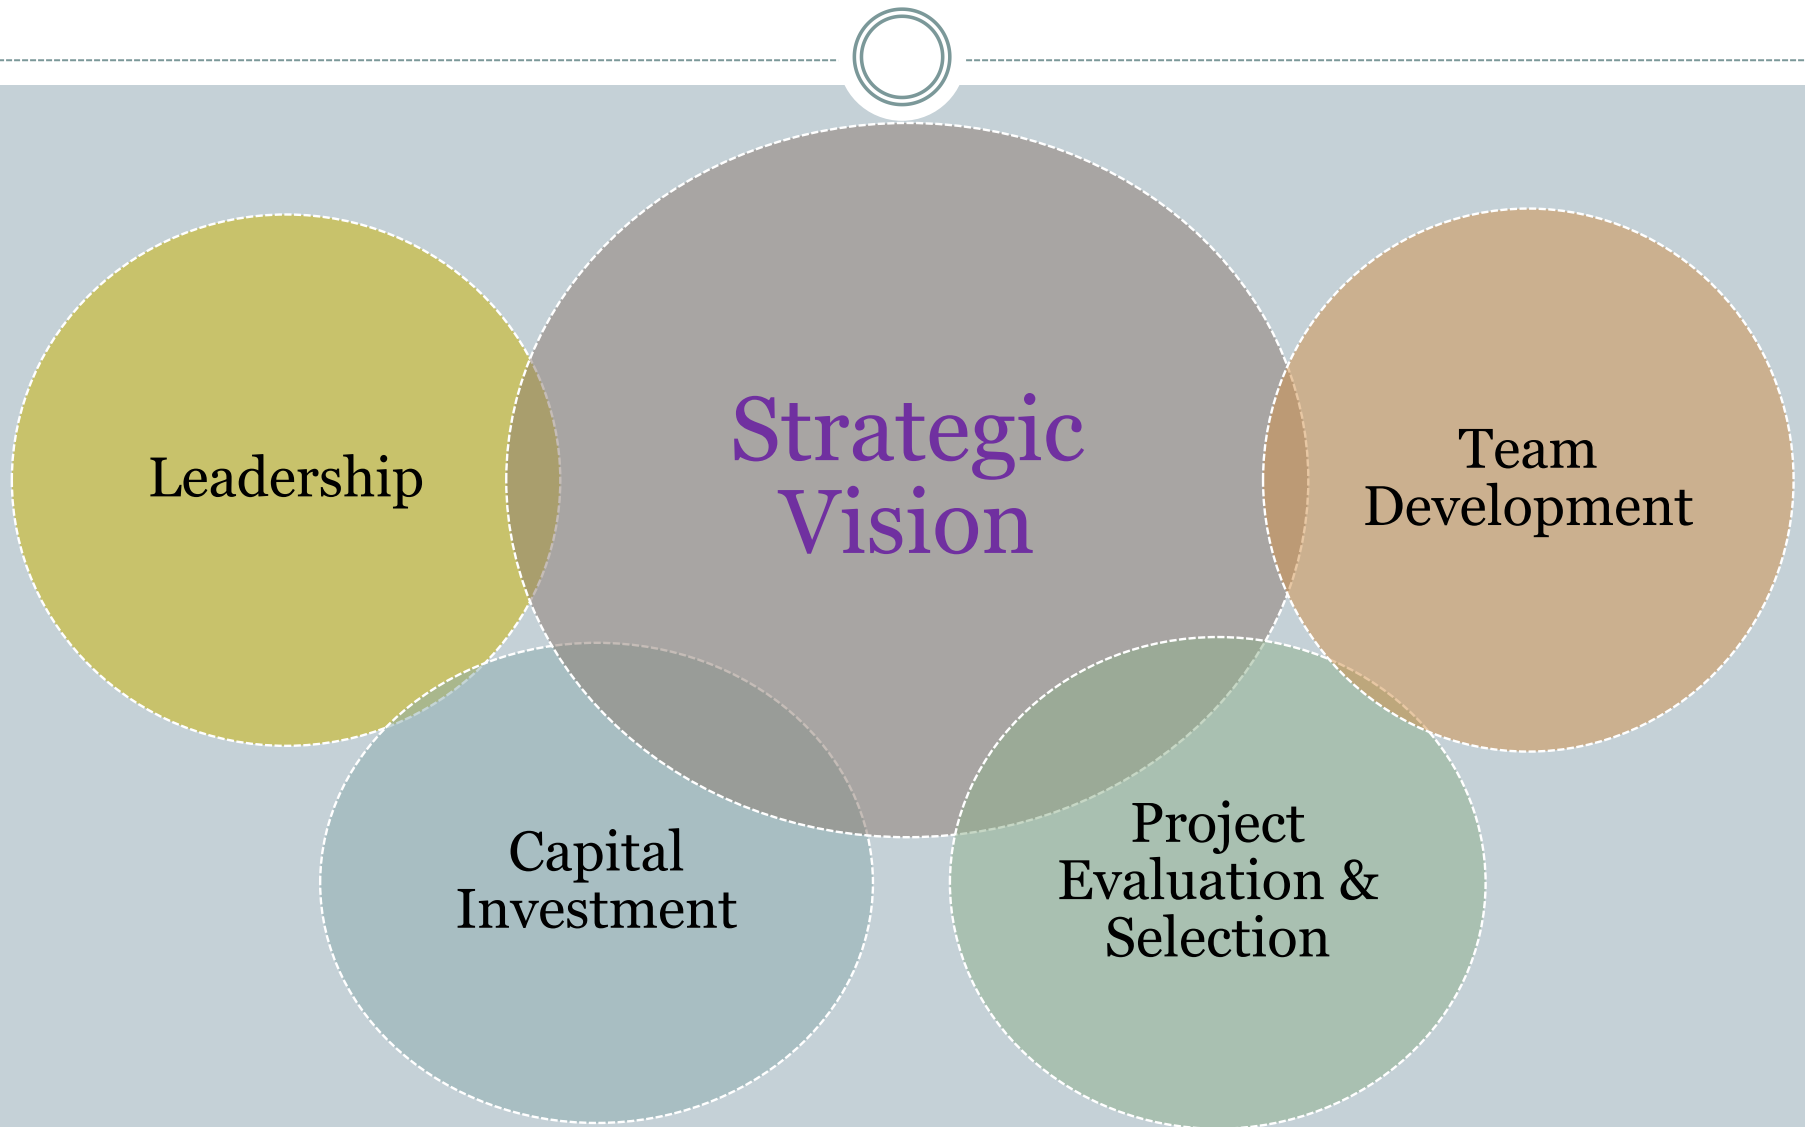 Strategic
Vision
Leadership
Team
Development
Capital
Investment
Project
Evaluation &
Selection